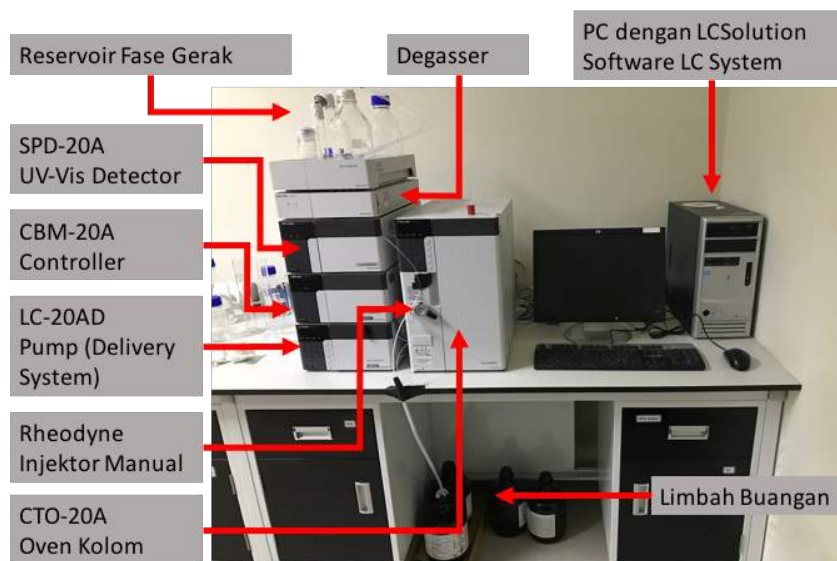 Reservoir Fase Gerak
Degasser
PC dengan LCSolution
Software LC System
SPD-20A
UV-Vis Detector
CBM-20A
Controller
LC-20AD
Pump (Delivery
System)
Rheodyne
Injektor Manual
CTO-20A
Oven Kolom
Limbah Buangan